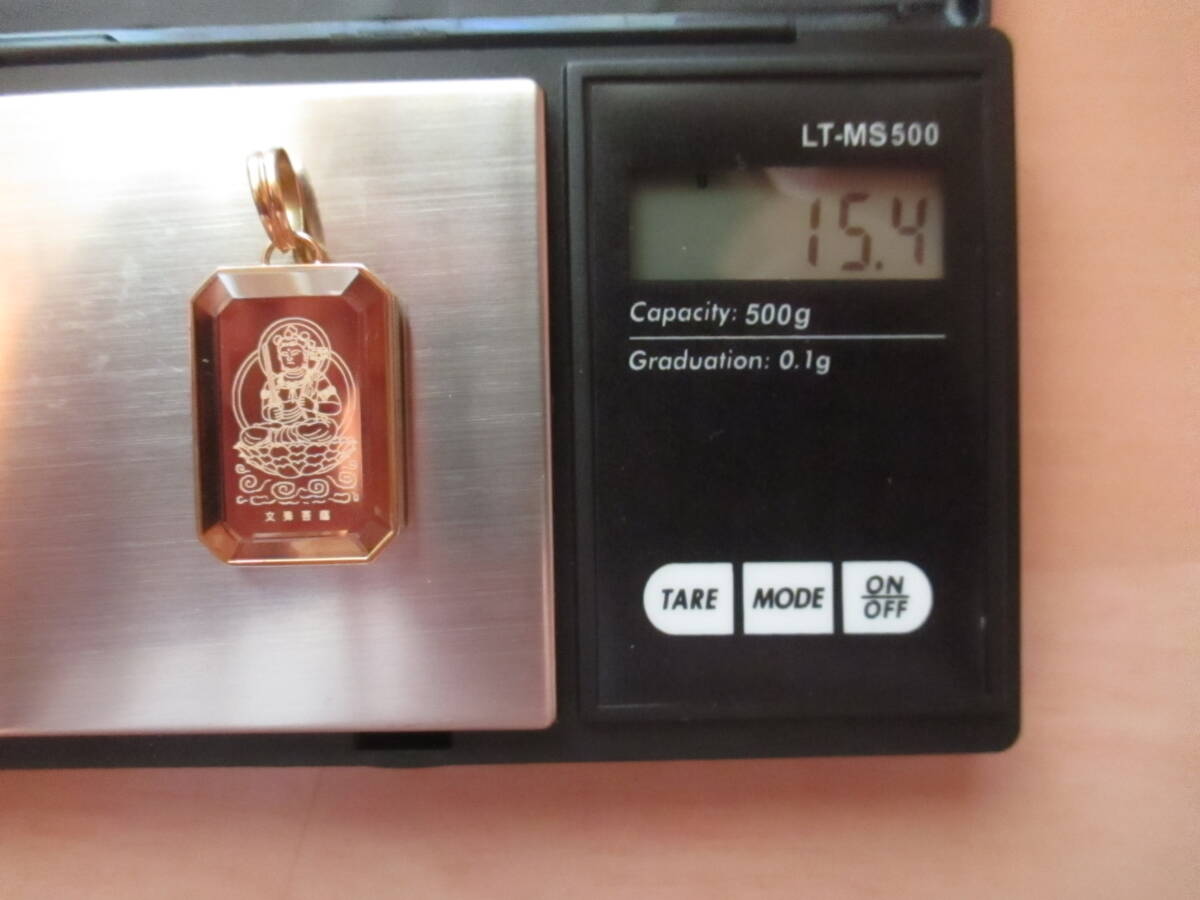 LT-MS500
15.4
Capacity: 500g
Graduation: 0.1g
TARE
MODE
ON
OFF
文殊菩薩